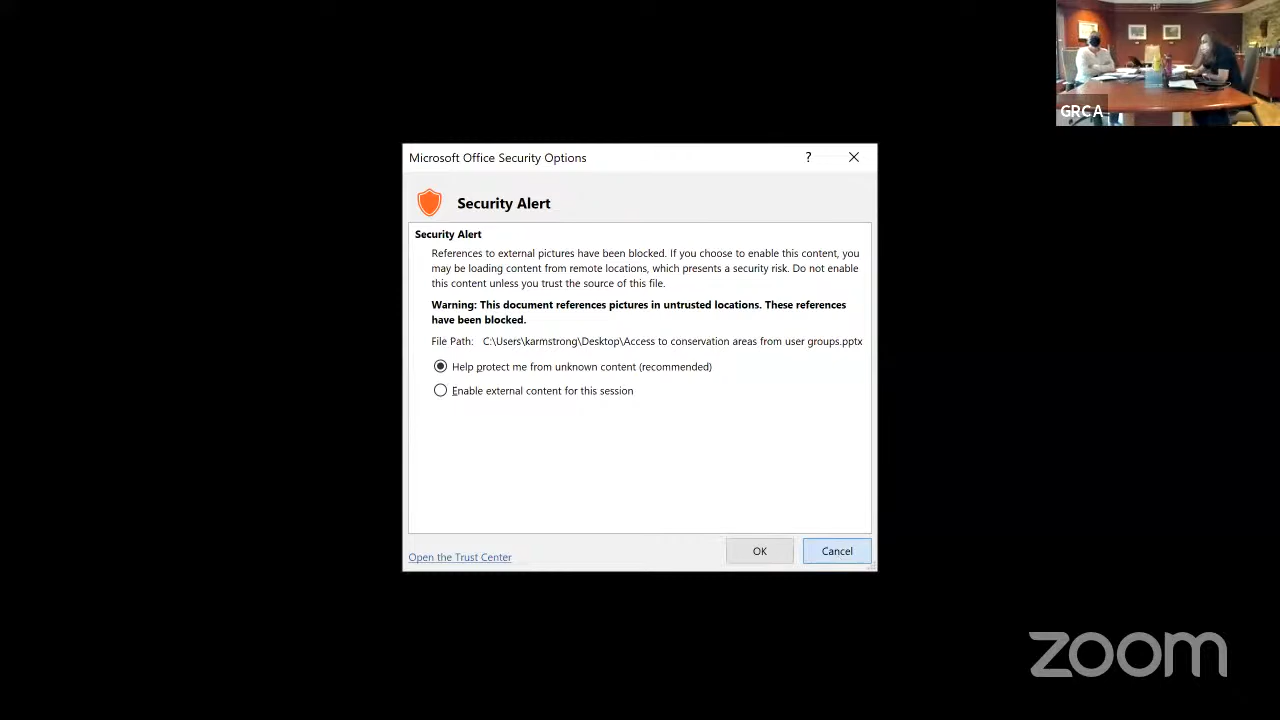 GRCA
Microsoft Office Security Options
?
Security Alert
Security Alert
References to external pictures have been blocked. If you choose to enable this content, you
may be loading content from remote locations, which presents a security risk. Do not enable
this content unless you trust the source of this file.
Warning: This document references pictures in untrusted locations. These references
have been blocked.
File Path: C:\Users\karmstrong\Desktop\Access to conservation areas from user groups.pptx
Help protect me from unknown content (recommended)
Enable external content for this session
Open the Trust Center
OK
Cancel
zoom